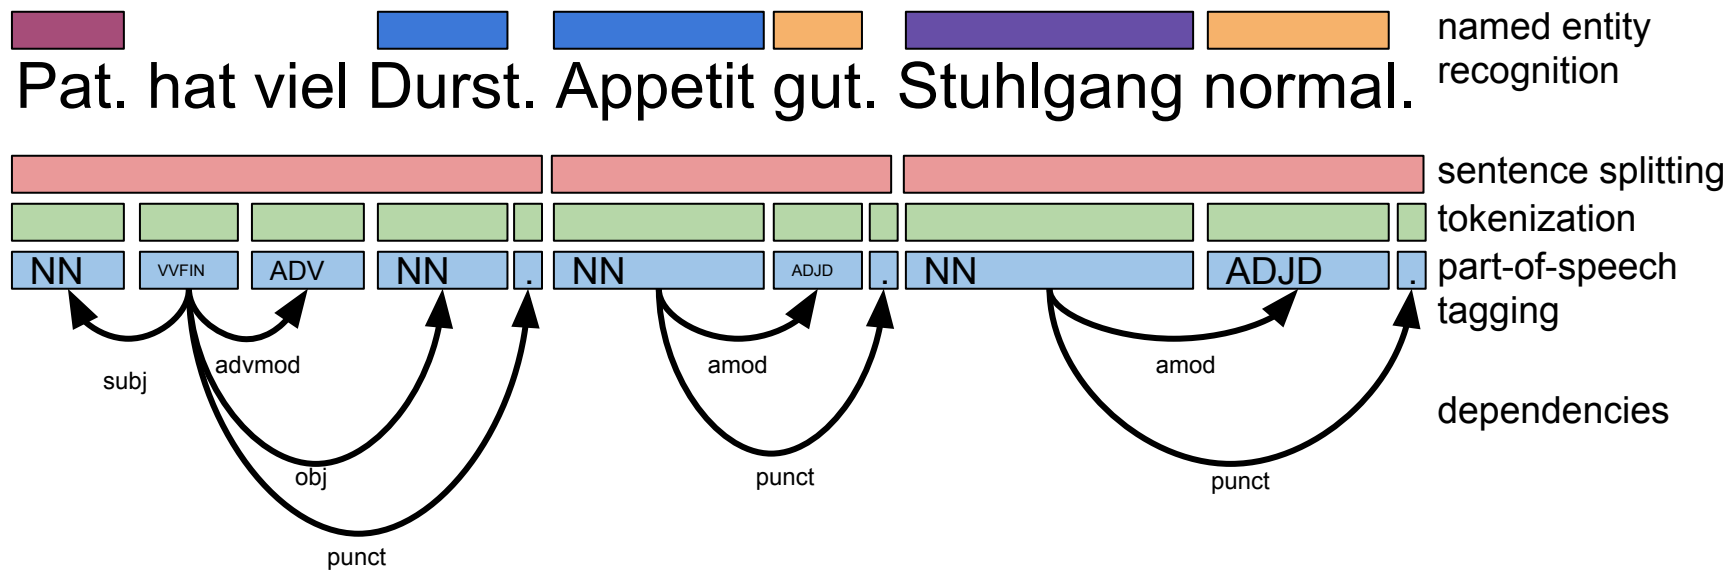 named entity
recognition
Pat. hat viel Durst. Appetit gut. Stuhlgang normal.
sentence splitting
tokenization
NN VVFIN ADV NN . NN ADJD . NN ADJD .
part-of-speech
tagging
subj advmod amod amod
dependencies
obj punct punct
punct